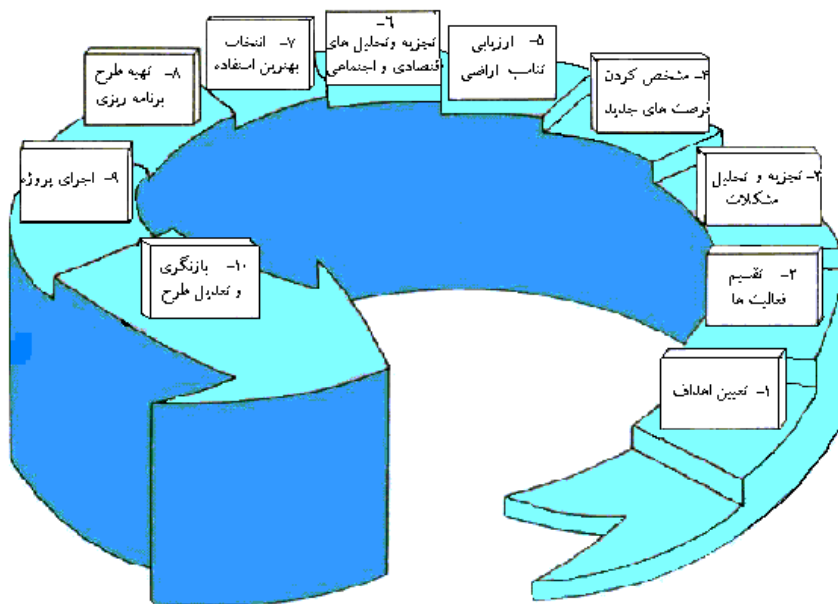 ۱- تعیین اهداف
۲- تقسیم
فعالیت ها
۳- تجزیه و تحلیل
مشکلات
۴- مشخص کردن
فرصت های جدید
۵- ارزیابی
تناسب اراضی
۶-
تجزیه وتحلیل های
اقتصادی و اجتماعی
۷- انتخاب
بهترین استفاده
۸- تهیه طرح
برنامه ریزی
۹- اجرای پروژه
۱۰- بازنگری
و تعدیل طرح